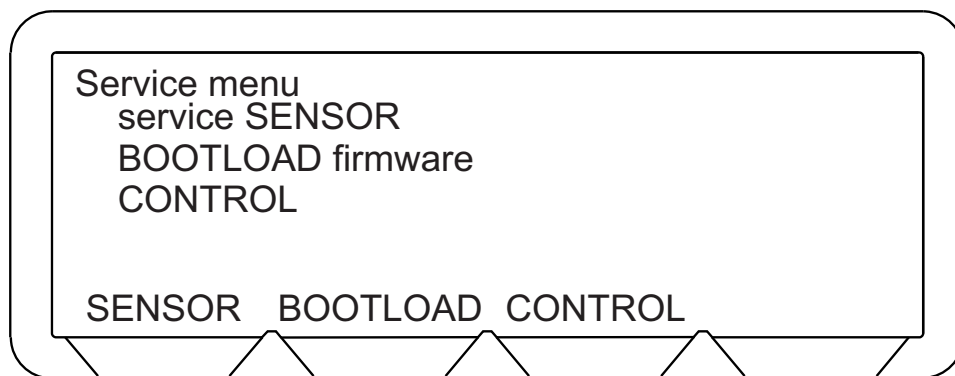 Service menu
service SENSOR
BOOTLOAD firmware
CONTROL
SENSOR BOOTLOAD CONTROL